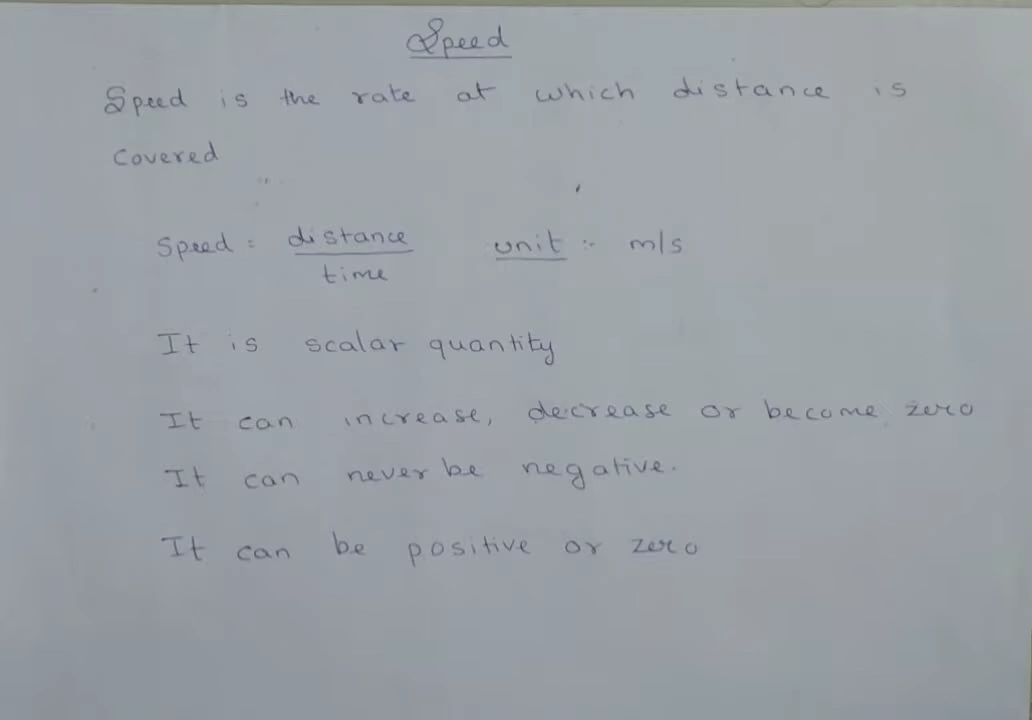 Speed
Speed is the rate at which distance is
covered
Speed = distance/time unit :- m/s
It is scalar quantity
It can increase, decrease or become zero
It can never be negative.
It can be positive or zero